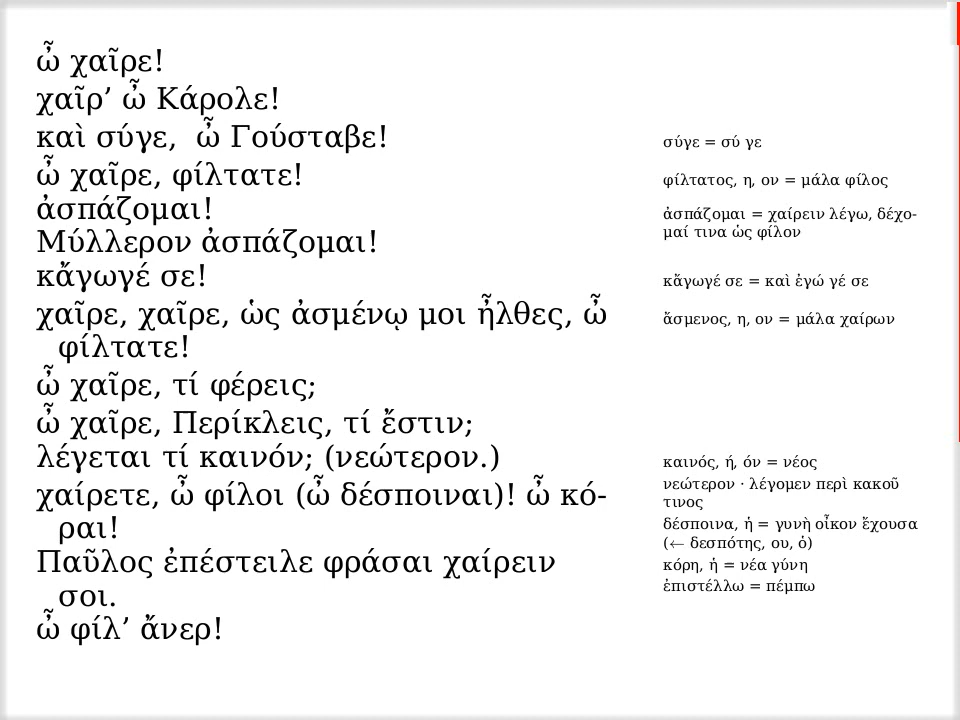 ὦ χαῖρε!
χαῖρ’ ὦ Κάρολε!
καὶ σύγε, ὦ Γούσταβε!
ὦ χαῖρε, φίλτατε!
ἀσπάζομαι!
Μύλλερον ἀσπάζομαι!
κἄγωγέ σε!
χαῖρε, χαῖρε, ὡς ἀσμένῳ μοι ἦλθες, ὦ
φίλτατε!
ὦ χαῖρε, τί φέρεις;
ὦ χαῖρε, Περίκλεις, τί ἔστιν;
λέγεται τί καινόν; (νεώτερον.)
χαίρετε, ὦ φίλοι (ὦ δέσποιναι)! ὦ κό-
ραι!
Παῦλος ἐπέστειλε φράσαι χαίρειν
σοι.
ὦ φίλ’ ἄνερ!
σύγε = σύ γε
φίλτατος, η, ον = μάλα φίλος
ἀσπάζομαι = χαίρειν λέγω, δέχο-
μαί τινα ὡς φίλον
κἄγωγέ σε = καὶ ἐγώ γέ σε
ἄσμενος, η, ον = μάλα χαίρων
καινός, ή, όν = νέος
νεώτερον · λέγομεν περὶ κακοῦ
τινος
δέσποινα, ἡ = γυνὴ οἶκον ἔχουσα
(← δεσπότης, ου, ὁ)
κόρη, ἡ = νέα γύνη
ἐπιστέλλω = πέμπω